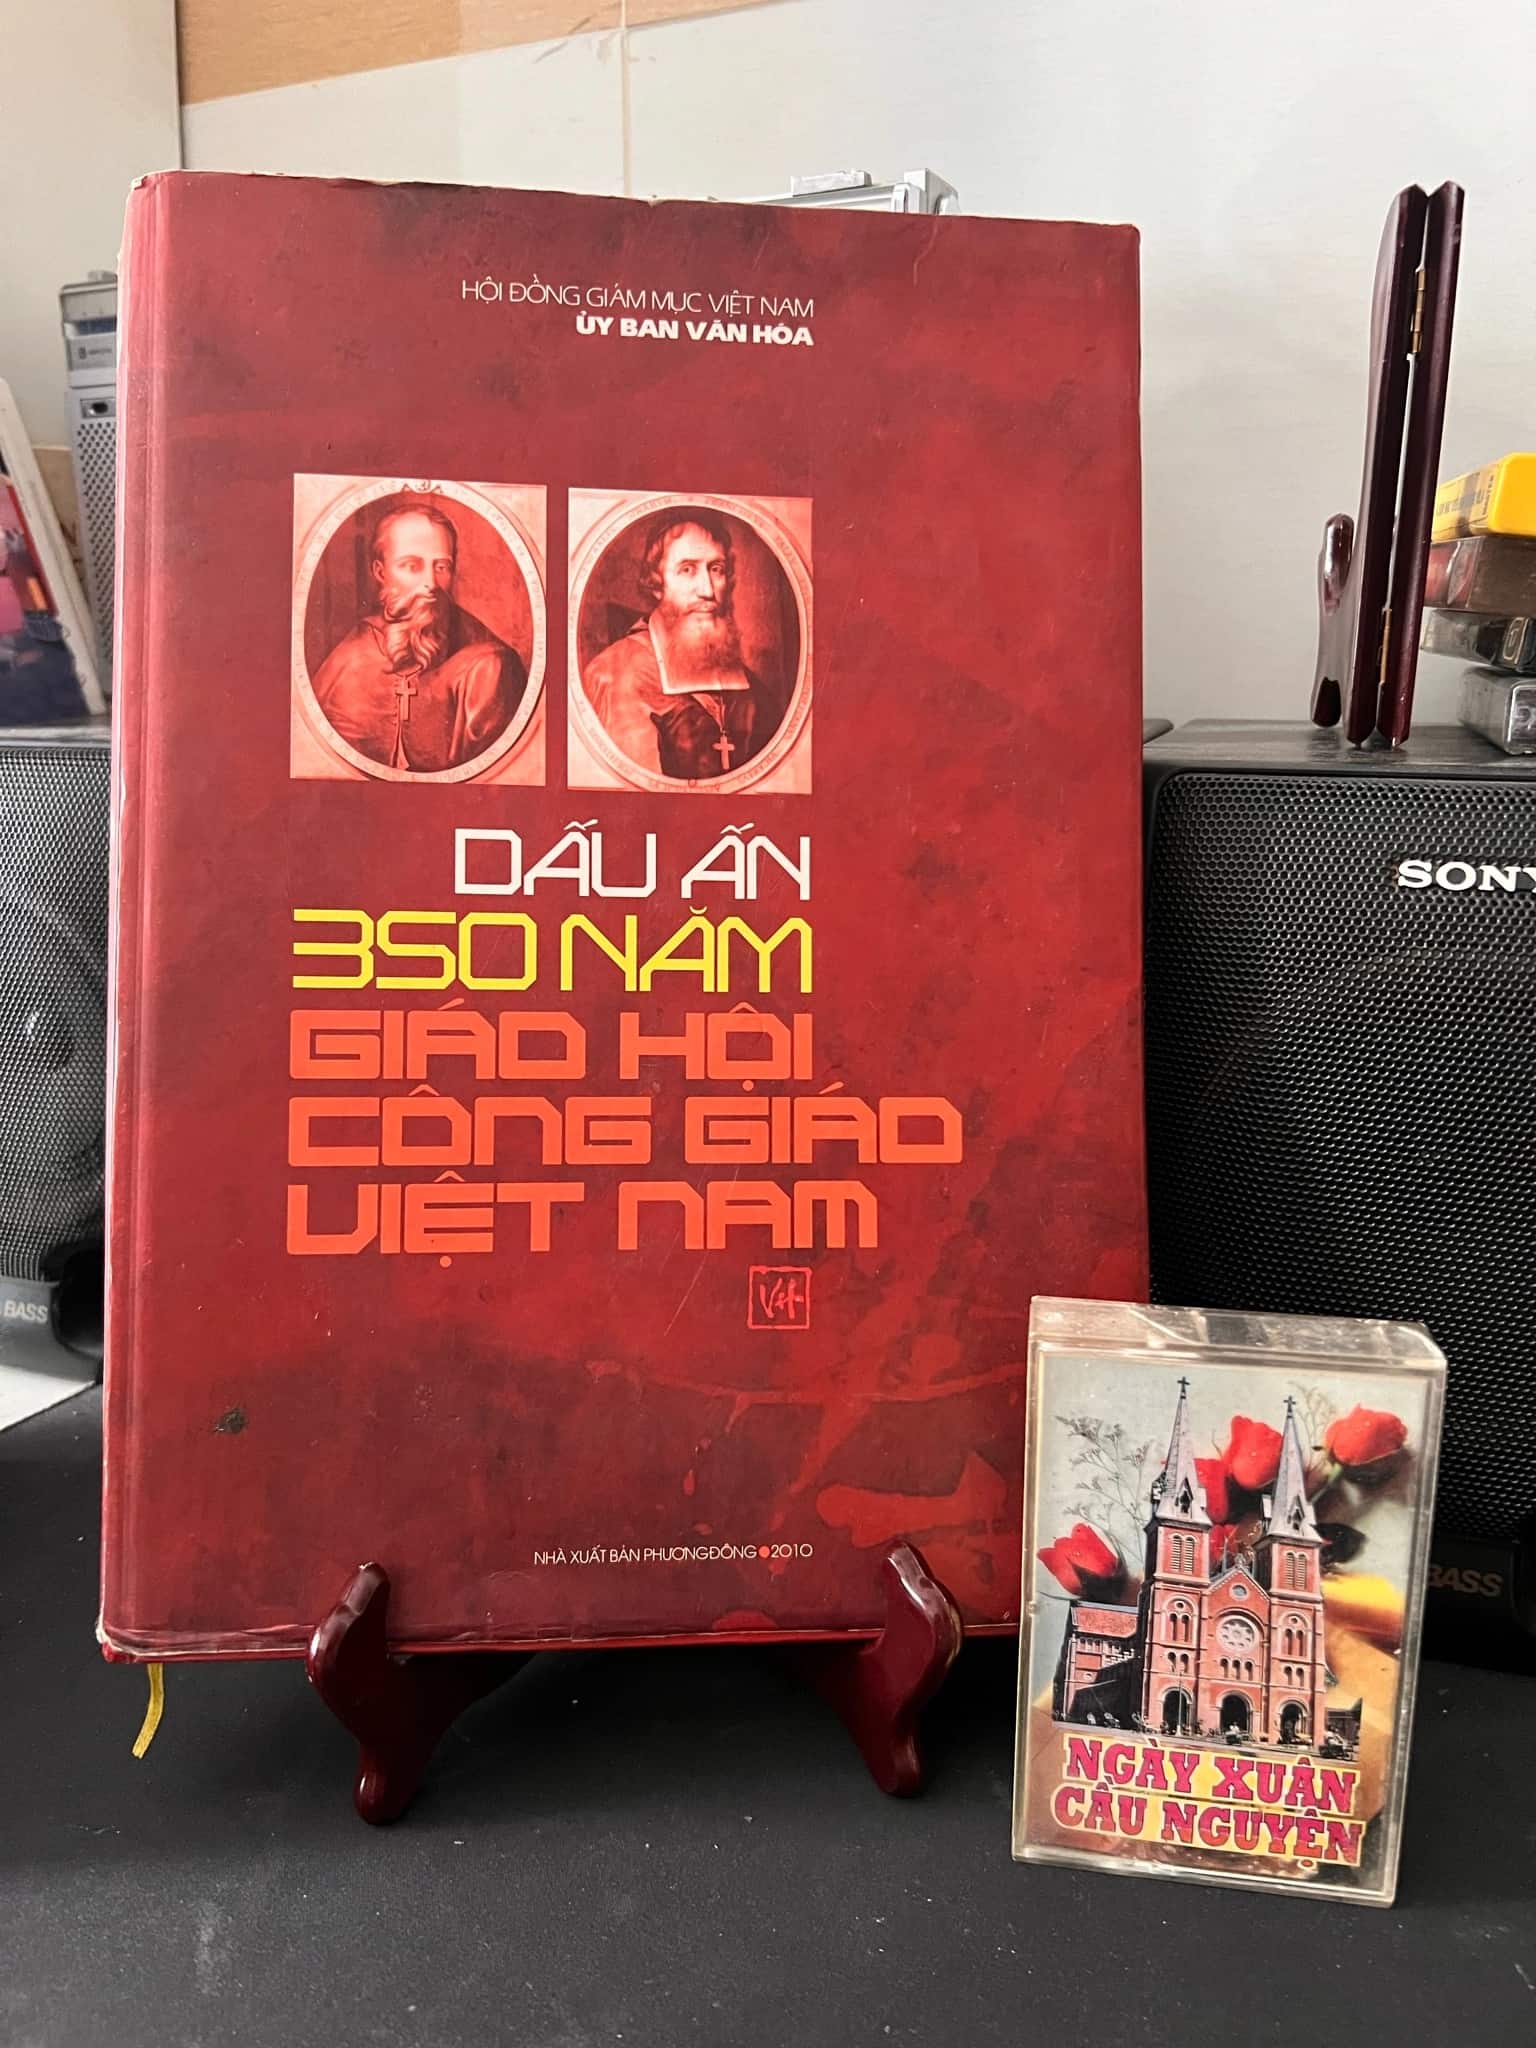 HỘI ĐỒNG GIÁM MỤC VIỆT NAM
ỦY BAN VĂN HÓA
DẤU ẤN
350 NĂM
GIÁO HỘI
CÔNG GIÁO
VIỆT NAM
VH
NHÀ XUẤT BẢN PHƯƠNG ĐÔNG • 2010
SONY
BASS
BASS
NGÀY XUÂN
CẦU NGUYỆN